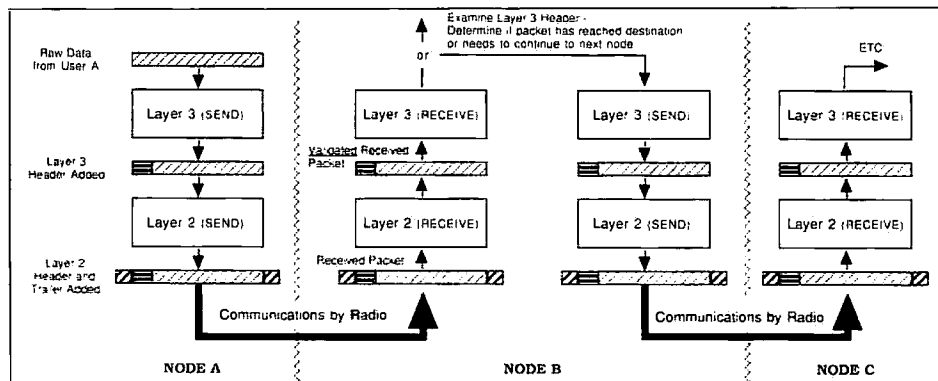 Raw Data
from User A
Layer 3 (SEND)
Layer 3
Header Added
Layer 2 (SEND)
Layer 2
Header and
Trailer Added
Communications by Radio
NODE A
Examine Layer 3 Header -
Determine if packet has reached destination
or needs to continue to next node
or
Layer 3 (RECEIVE)
Validated Received
Packet
Layer 2 (RECEIVE)
Received Packet
Layer 3 (SEND)
Layer 2 (SEND)
Communications by Radio
NODE B
ETC
Layer 3 (RECEIVE)
Layer 2 (RECEIVE)
NODE C